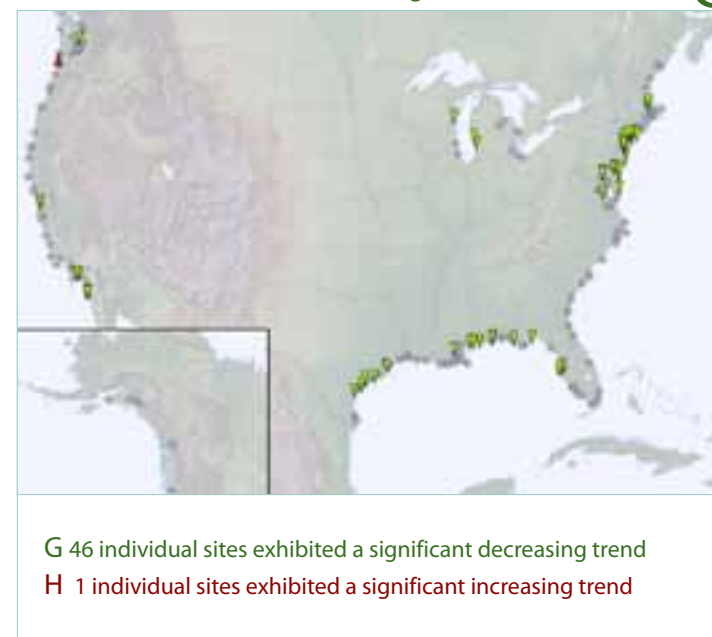 G 46 individual sites exhibited a significant decreasing trend
H 1 individual sites exhibited a significant increasing trend